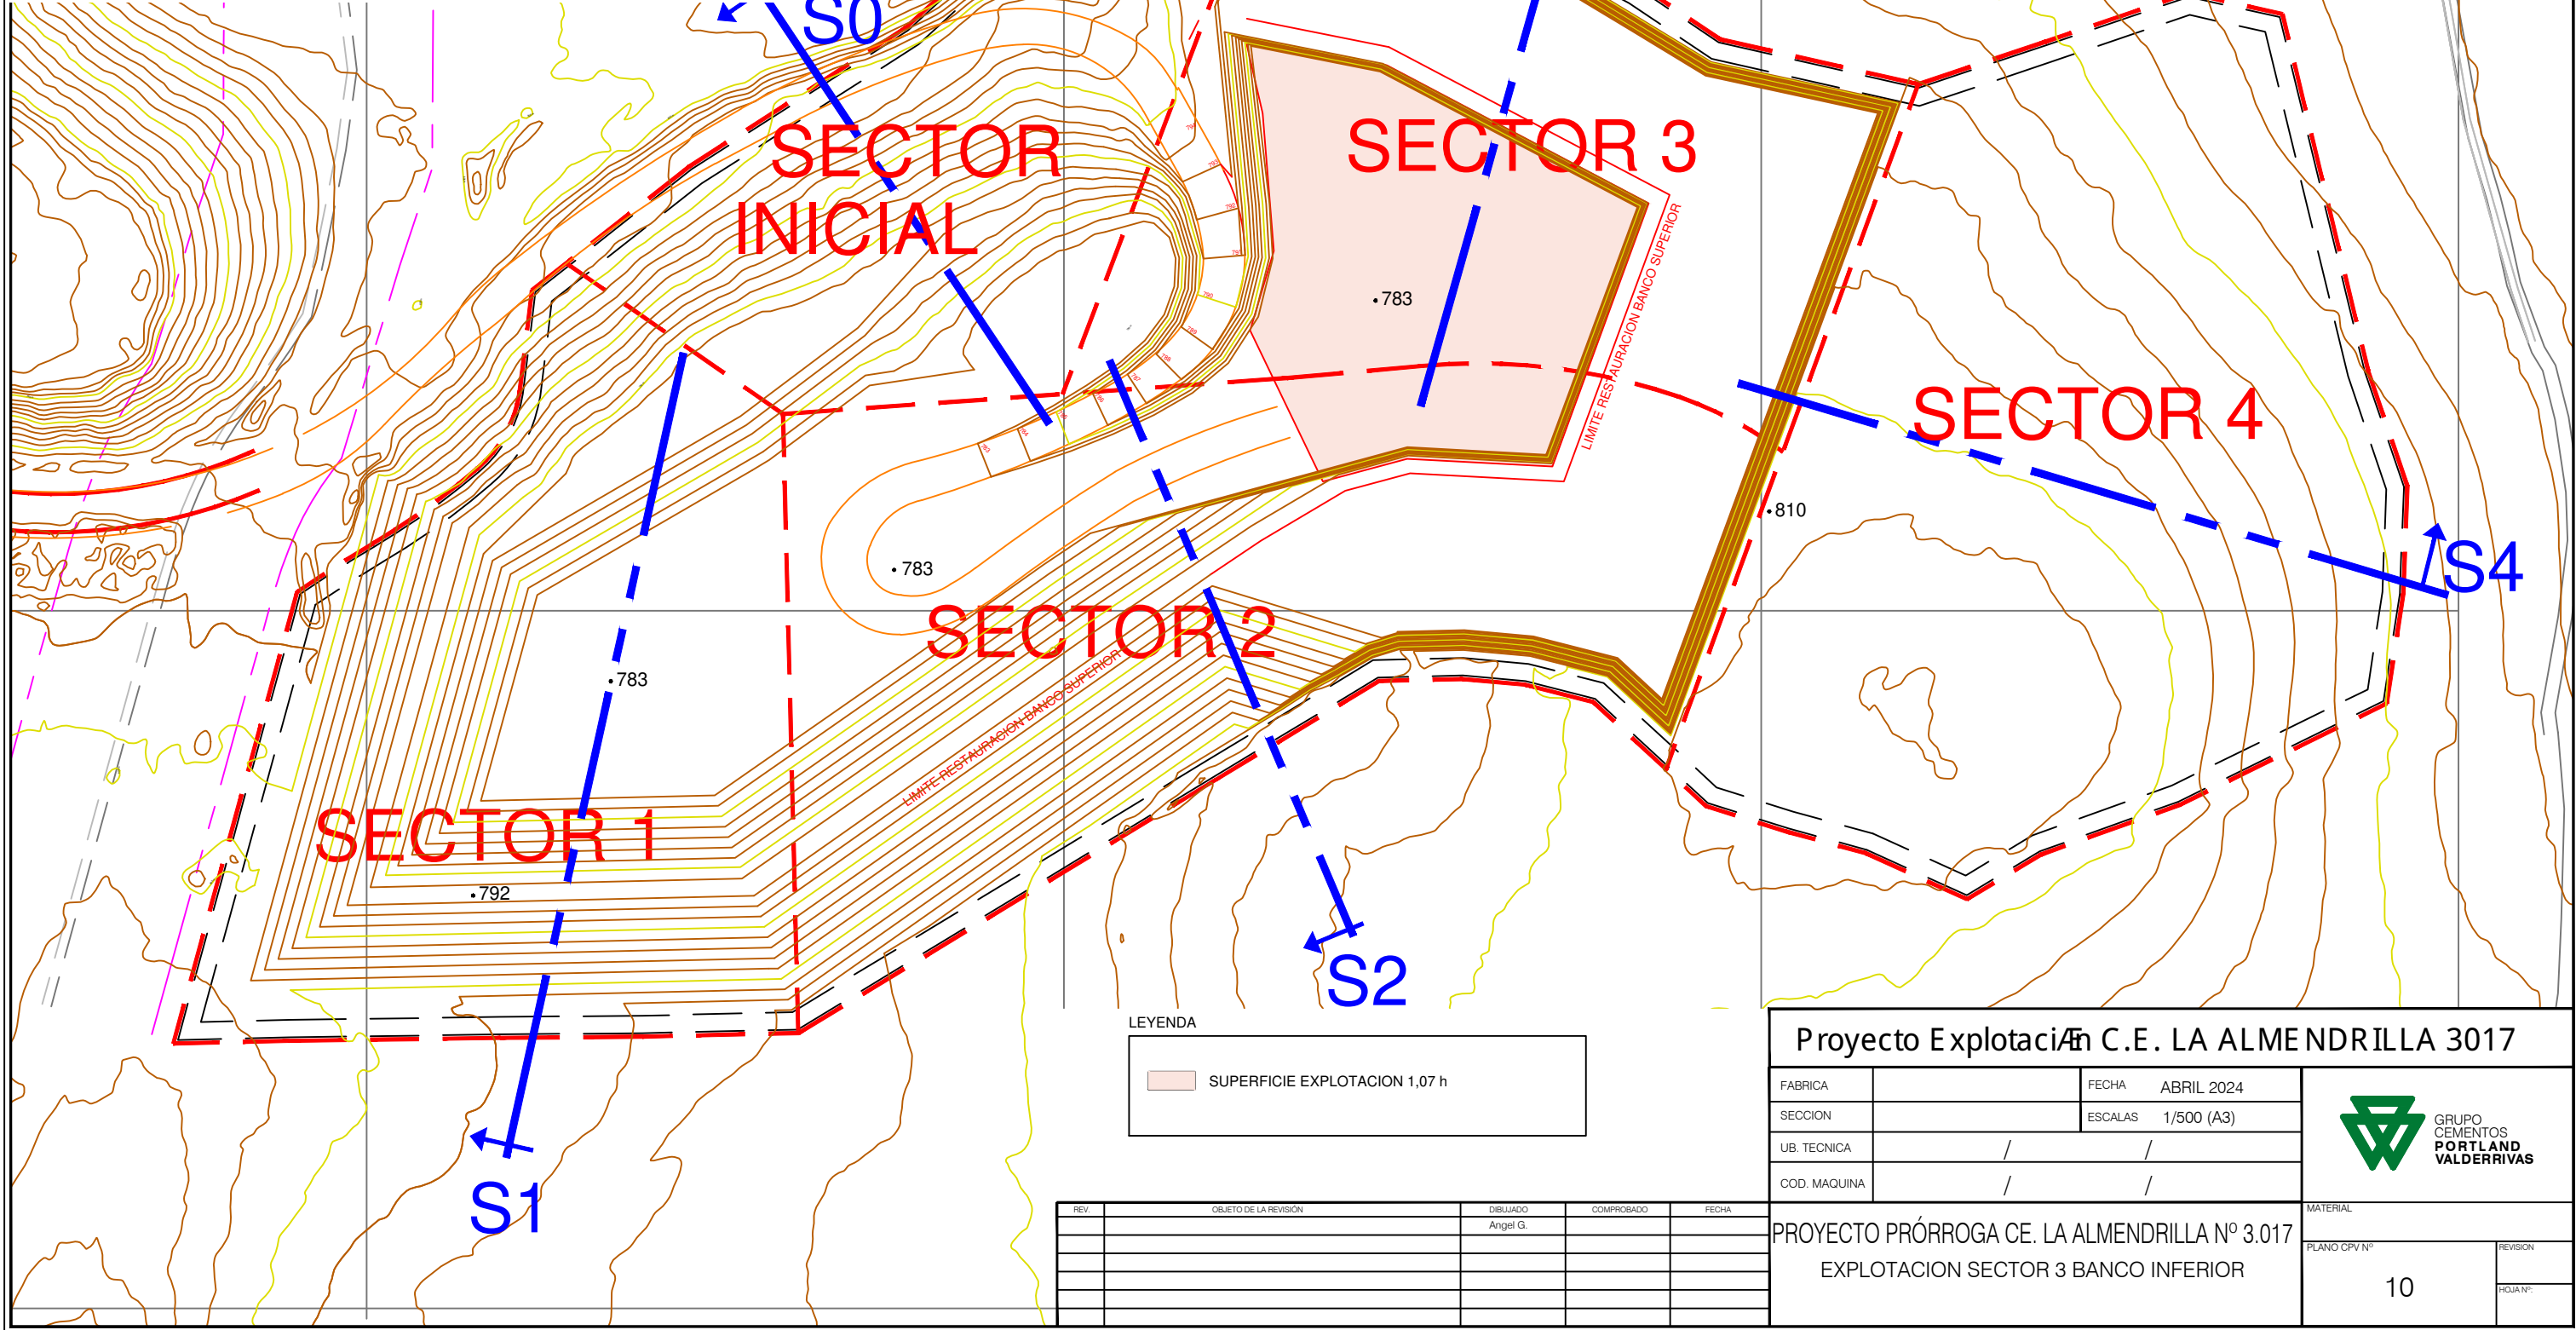 S0
SECTOR
INICIAL
SECTOR 3
783
LIMITE RESTAURACION BANCO SUPERIOR
SECTOR 4
810
S4
783
SECTOR 2
783
LIMITE RESTAURACION BANCO SUPERIOR
SECTOR 1
792
S2
S1
LEYENDA
SUPERFICIE EXPLOTACION 1,07 h
Proyecto ExplotaciÆn C.E. LA ALMENDRILLA 3017
FABRICA
FECHA ABRIL 2024
SECCION
ESCALAS 1/500 (A3)
UB. TECNICA / /
COD. MAQUINA / /
GRUPO
CEMENTOS
PORTLAND
VALDERRIVAS
REV. OBJETO DE LA REVISIÓN DIBUJADO COMPROBADO FECHA
Angel G.
PROYECTO PRÓRROGA CE. LA ALMENDRILLA Nº 3.017
EXPLOTACION SECTOR 3 BANCO INFERIOR
MATERIAL
PLANO CPV Nº
10
REVISION
HOJA Nº: